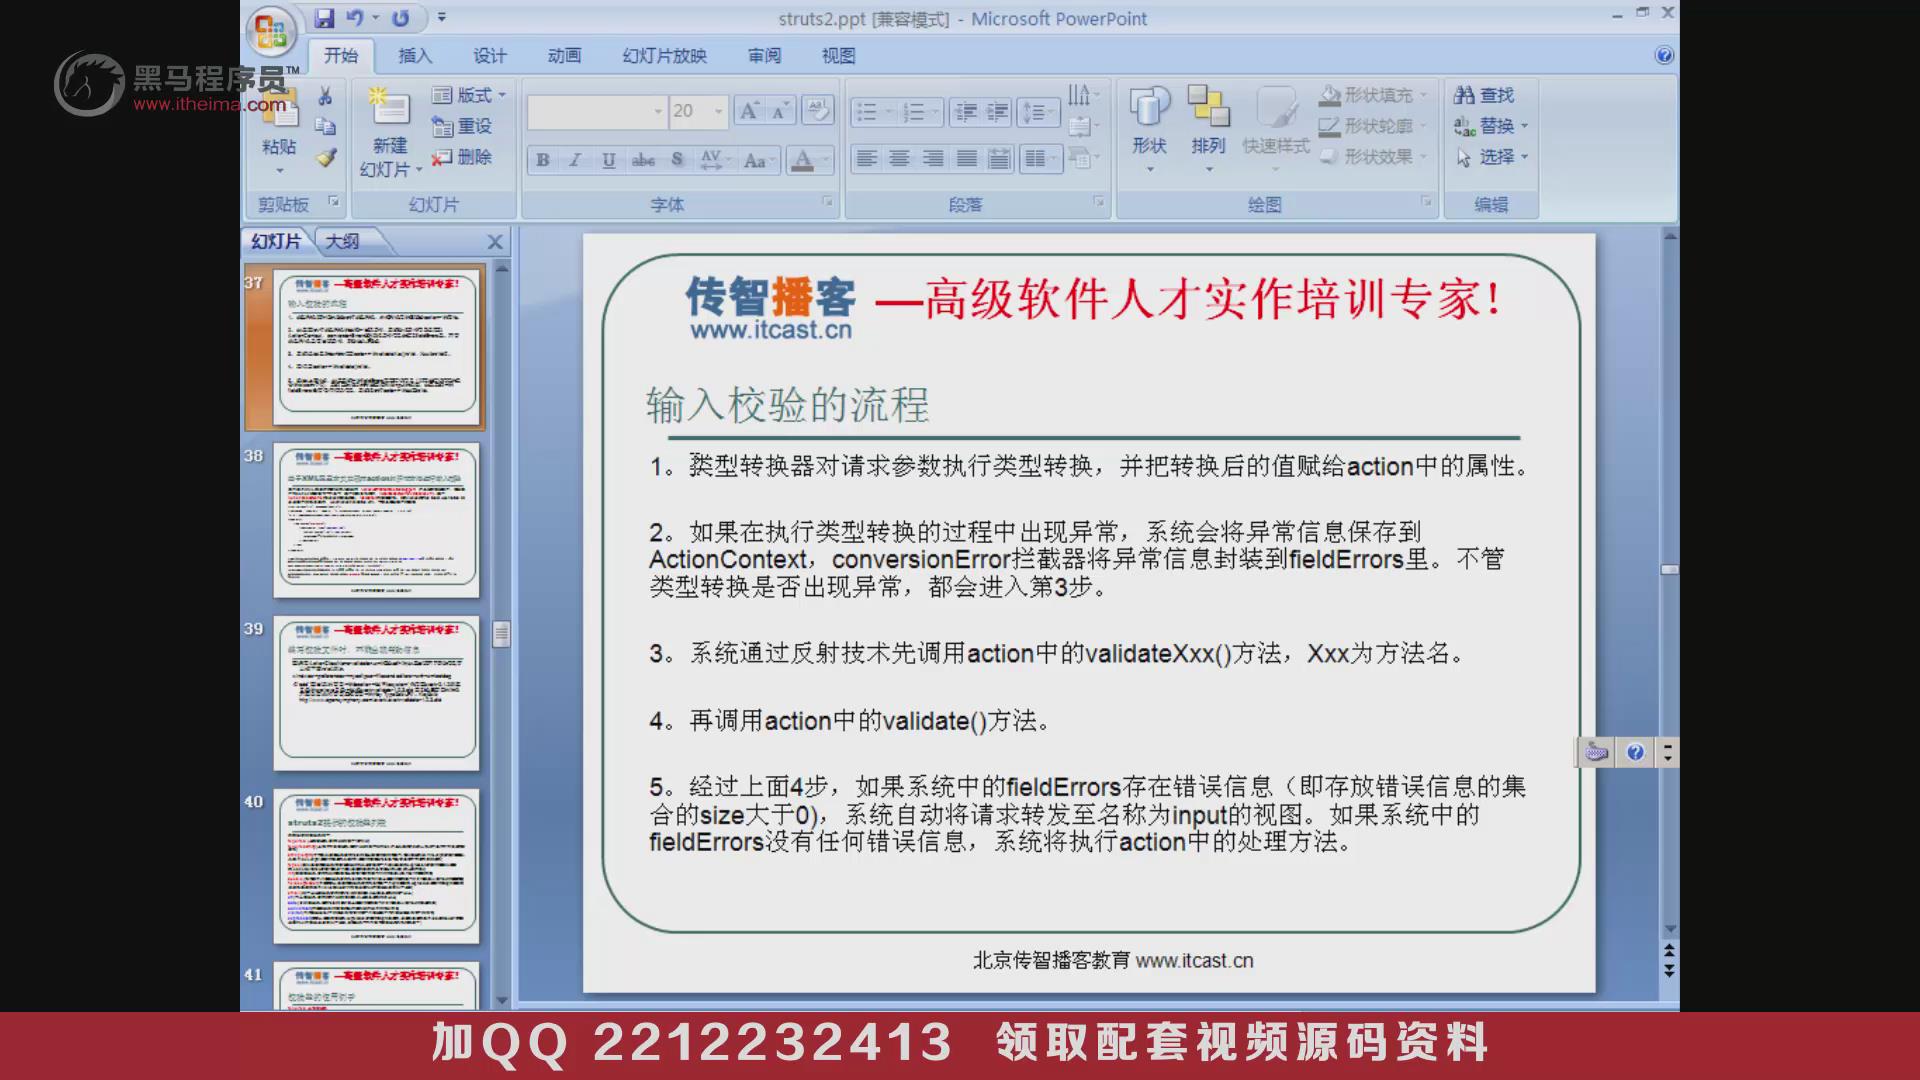 struts2.ppt [兼容模式] - Microsoft PowerPoint
开始 插入 设计 动画 幻灯片放映 审阅 视图
黑马程序员™
www.itheima.com
粘贴
剪贴板
新建
幻灯片
版式
重设
删除
幻灯片
20
B I U abc S AV Aa A
字体
段落
形状 排列 快速样式
形状填充
形状轮廓
形状效果
绘图
查找
替换
选择
编辑
幻灯片 大纲
37
38
39
40
41
传智播客 —高级软件人才实作培训专家!
www.itcast.cn
输入校验的流程
1。类型转换器对请求参数执行类型转换，并把转换后的值赋给action中的属性。
2。如果在执行类型转换的过程中出现异常，系统会将异常信息保存到
ActionContext，conversionError拦截器将异常信息封装到fieldErrors里。不管
类型转换是否出现异常，都会进入第3步。
3。系统通过反射技术先调用action中的validateXxx()方法，Xxx为方法名。
4。再调用action中的validate()方法。
5。经过上面4步，如果系统中的fieldErrors存在错误信息（即存放错误信息的集
合的size大于0)，系统自动将请求转发至名称为input的视图。如果系统中的
fieldErrors没有任何错误信息，系统将执行action中的处理方法。
北京传智播客教育 www.itcast.cn
加QQ 2212232413 领取配套视频源码资料